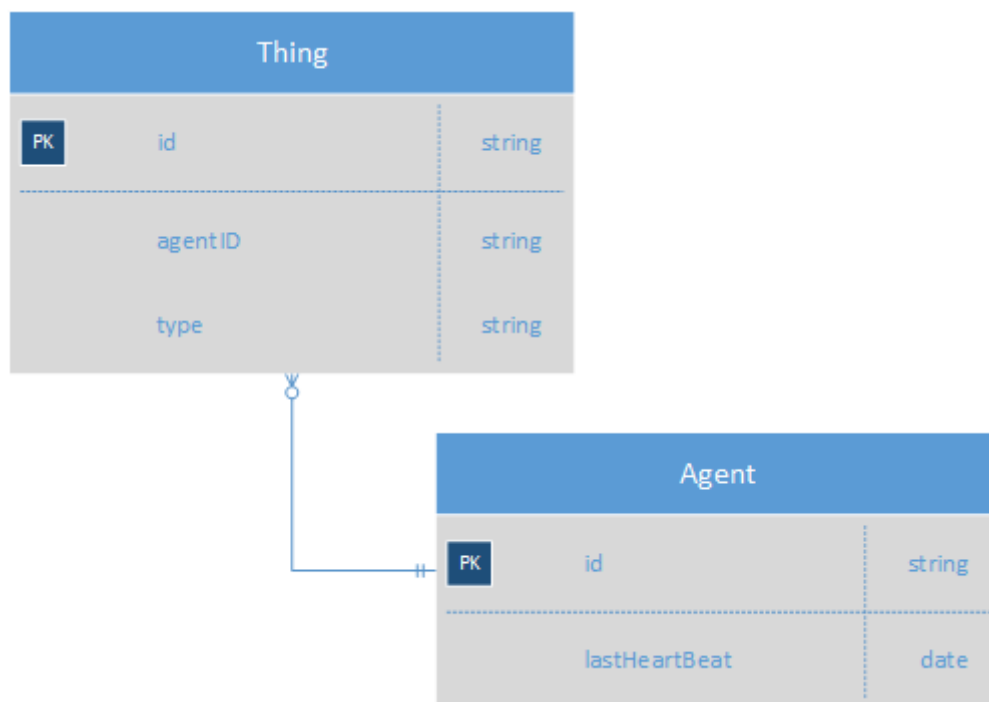 Thing
PK id string
agentID string
type string
Agent
PK id string
lastHeartBeat date